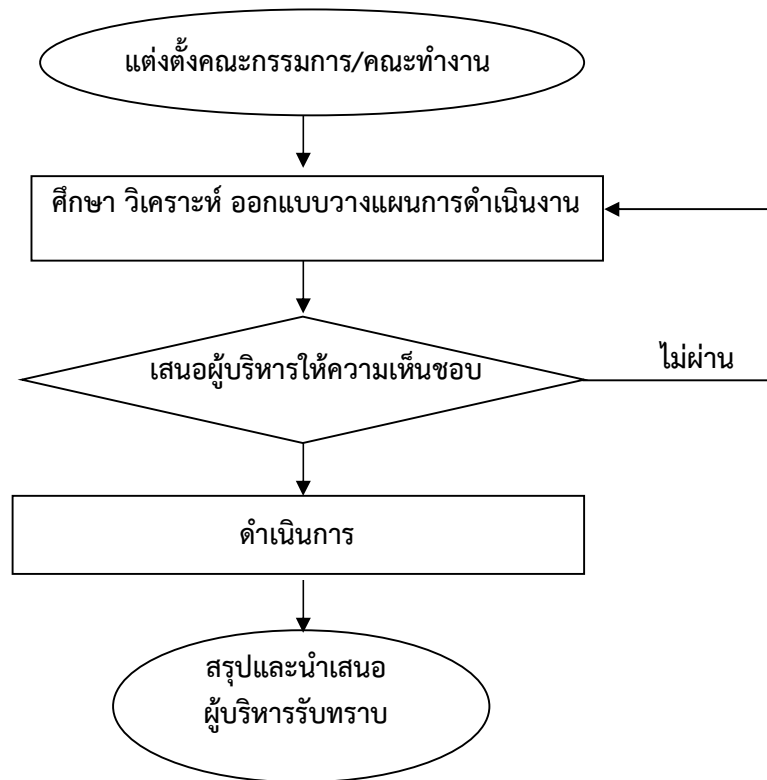 แต่งตั้งคณะกรรมการ/คณะทำงาน
ศึกษา วิเคราะห์ ออกแบบวางแผนการดำเนินงาน
เสนอผู้บริหารให้ความเห็นชอบ
ไม่ผ่าน
ดำเนินการ
สรุปและนำเสนอ
ผู้บริหารรับทราบ